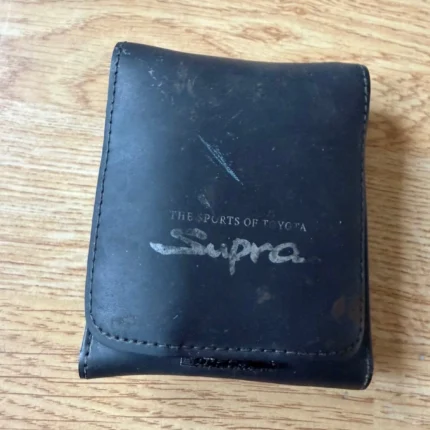 THE SPORTS OF TOYOTA
Supra